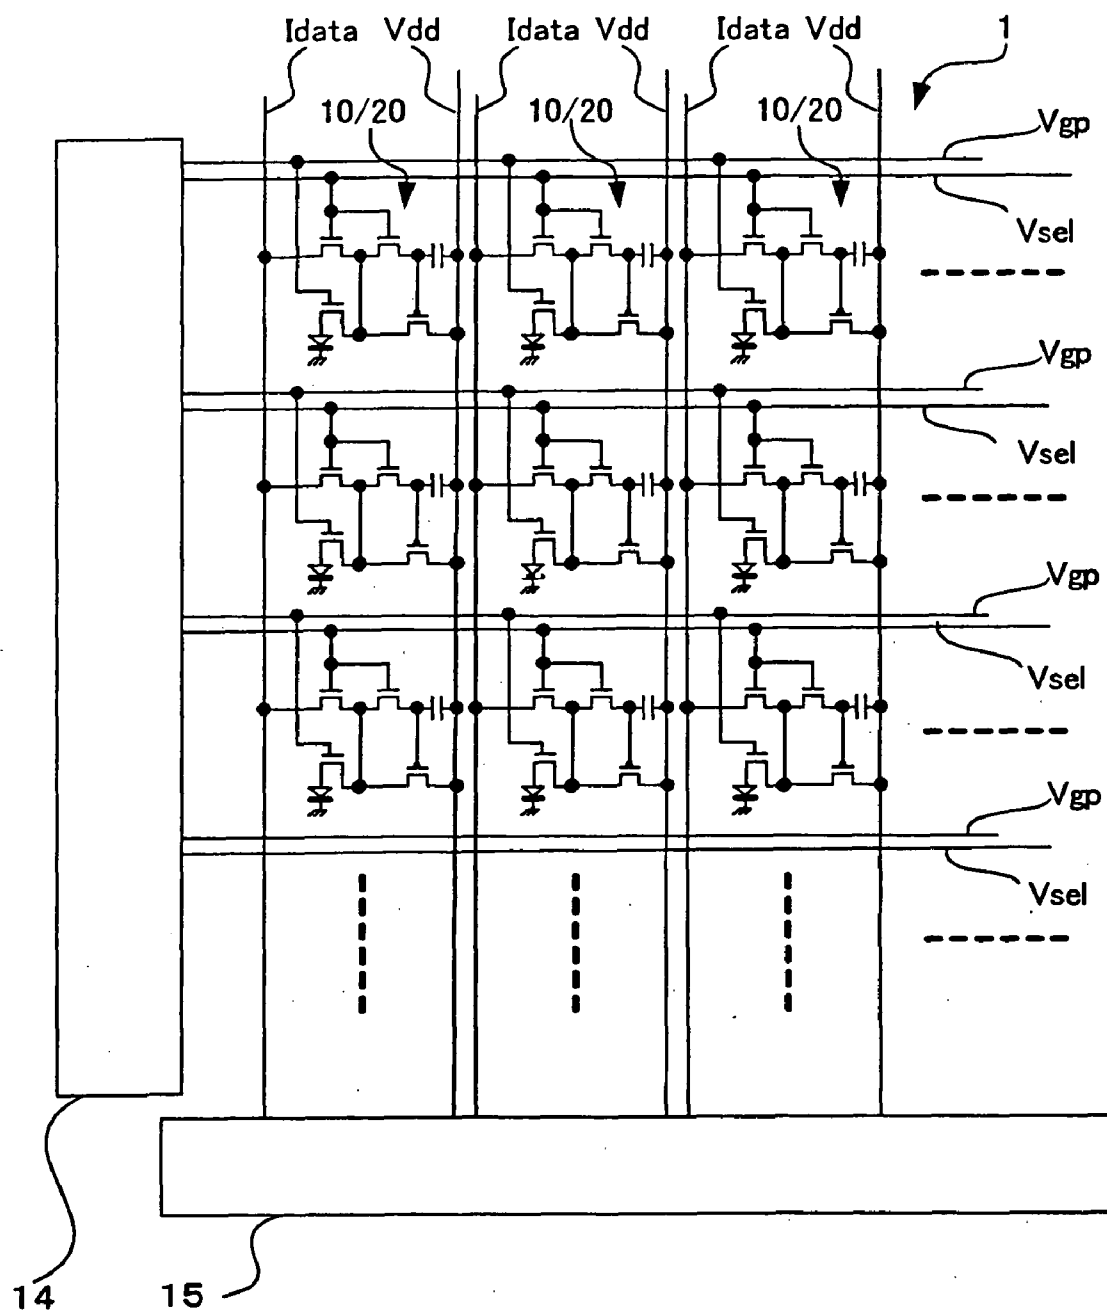 Idata Vdd Idata Vdd Idata Vdd 1
10/20 10/20 10/20
Vgp
Vsel
Vgp
Vsel
Vgp
Vsel
Vgp
Vsel
14 15